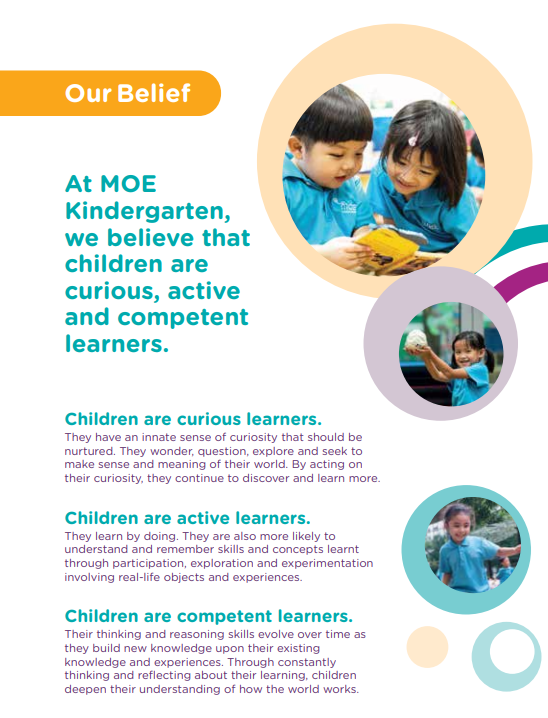 Our Belief
At MOE
Kindergarten,
we believe that
children are
curious, active
and competent
learners.
Children are curious learners.
They have an innate sense of curiosity that should be
nurtured. They wonder, question, explore and seek to
make sense and meaning of their world. By acting on
their curiosity, they continue to discover and learn more.
Children are active learners.
They learn by doing. They are also more likely to
understand and remember skills and concepts learnt
through participation, exploration and experimentation
involving real-life objects and experiences.
Children are competent learners.
Their thinking and reasoning skills evolve over time as
they build new knowledge upon their existing
knowledge and experiences. Through constantly
thinking and reflecting about their learning, children
deepen their understanding of how the world works.